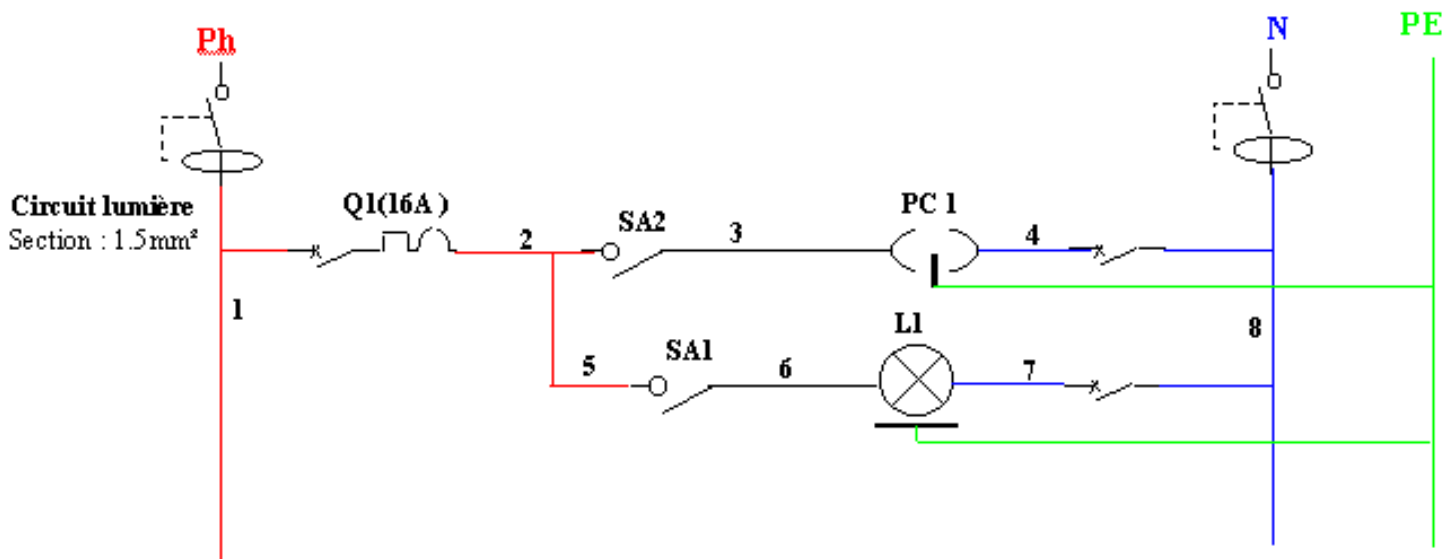 Ph
N
PE
Circuit lumière
Section : 1.5mm²
Q1(16A )
SA2
PC 1
2
3
4
1
5
SA1
6
L1
7
8